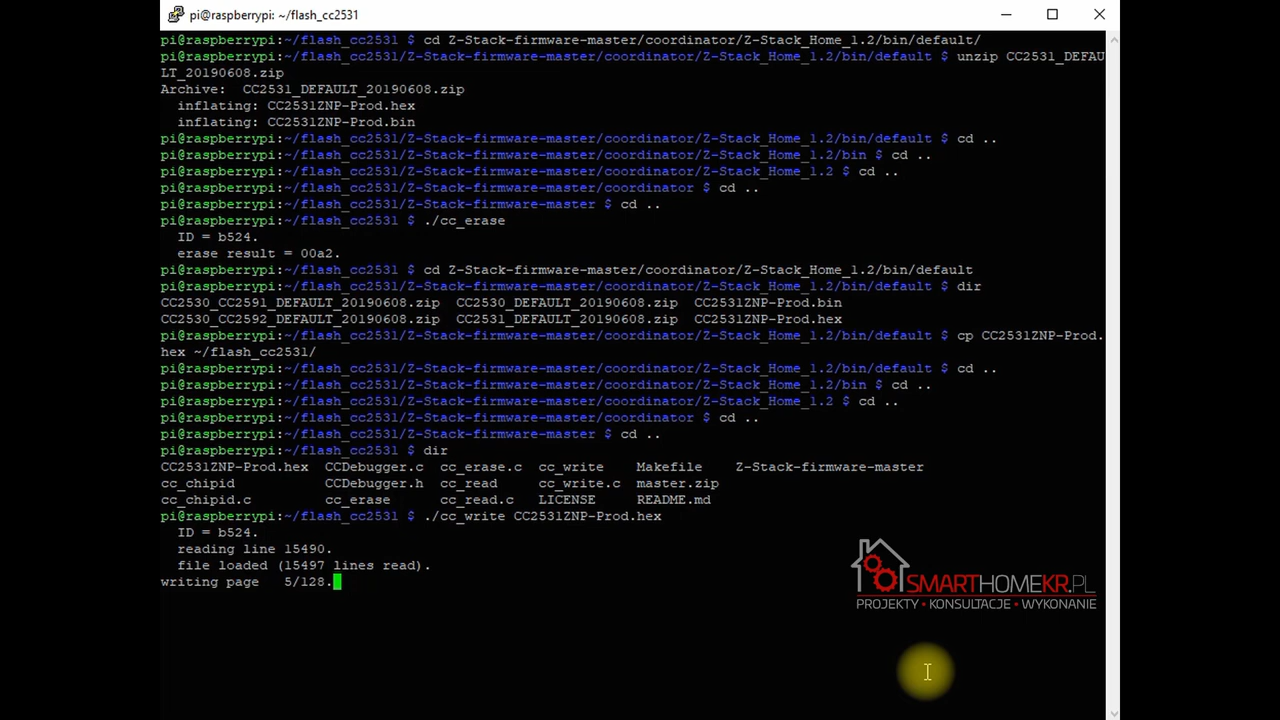 pi@raspberrypi: ~/flash_cc2531
pi@raspberrypi:~/flash_cc2531 $ cd Z-Stack-firmware-master/coordinator/Z-Stack_Home_1.2/bin/default/
pi@raspberrypi:~/flash_cc2531/Z-Stack-firmware-master/coordinator/Z-Stack_Home_1.2/bin/default $ unzip CC2531_DEFAU
LT_20190608.zip
Archive:  CC2531_DEFAULT_20190608.zip
  inflating: CC2531ZNP-Prod.hex
  inflating: CC2531ZNP-Prod.bin
pi@raspberrypi:~/flash_cc2531/Z-Stack-firmware-master/coordinator/Z-Stack_Home_1.2/bin/default $ cd ..
pi@raspberrypi:~/flash_cc2531/Z-Stack-firmware-master/coordinator/Z-Stack_Home_1.2/bin $ cd ..
pi@raspberrypi:~/flash_cc2531/Z-Stack-firmware-master/coordinator/Z-Stack_Home_1.2 $ cd ..
pi@raspberrypi:~/flash_cc2531/Z-Stack-firmware-master/coordinator $ cd ..
pi@raspberrypi:~/flash_cc2531/Z-Stack-firmware-master $ cd ..
pi@raspberrypi:~/flash_cc2531 $ ./cc_erase
  ID = b524.
  erase result = 00a2.
pi@raspberrypi:~/flash_cc2531 $ cd Z-Stack-firmware-master/coordinator/Z-Stack_Home_1.2/bin/default
pi@raspberrypi:~/flash_cc2531/Z-Stack-firmware-master/coordinator/Z-Stack_Home_1.2/bin/default $ dir
CC2530_CC2591_DEFAULT_20190608.zip  CC2530_DEFAULT_20190608.zip  CC2531ZNP-Prod.bin
CC2530_CC2592_DEFAULT_20190608.zip  CC2531_DEFAULT_20190608.zip  CC2531ZNP-Prod.hex
pi@raspberrypi:~/flash_cc2531/Z-Stack-firmware-master/coordinator/Z-Stack_Home_1.2/bin/default $ cp CC2531ZNP-Prod.
hex ~/flash_cc2531/
pi@raspberrypi:~/flash_cc2531/Z-Stack-firmware-master/coordinator/Z-Stack_Home_1.2/bin/default $ cd ..
pi@raspberrypi:~/flash_cc2531/Z-Stack-firmware-master/coordinator/Z-Stack_Home_1.2/bin $ cd ..
pi@raspberrypi:~/flash_cc2531/Z-Stack-firmware-master/coordinator/Z-Stack_Home_1.2 $ cd ..
pi@raspberrypi:~/flash_cc2531/Z-Stack-firmware-master/coordinator $ cd ..
pi@raspberrypi:~/flash_cc2531/Z-Stack-firmware-master $ cd ..
pi@raspberrypi:~/flash_cc2531 $ dir
CC2531ZNP-Prod.hex  CCDebugger.c  cc_erase.c  cc_write    Makefile    Z-Stack-firmware-master
cc_chipid           CCDebugger.h  cc_read     cc_write.c  master.zip
cc_chipid.c         cc_erase      cc_read.c   LICENSE     README.md
pi@raspberrypi:~/flash_cc2531 $ ./cc_write CC2531ZNP-Prod.hex
  ID = b524.
  reading line 15490.
  file loaded (15497 lines read).
writing page   5/128.
SMARTHOMEKR.PL
PROJEKTY • KONSULTACJE • WYKONANIE